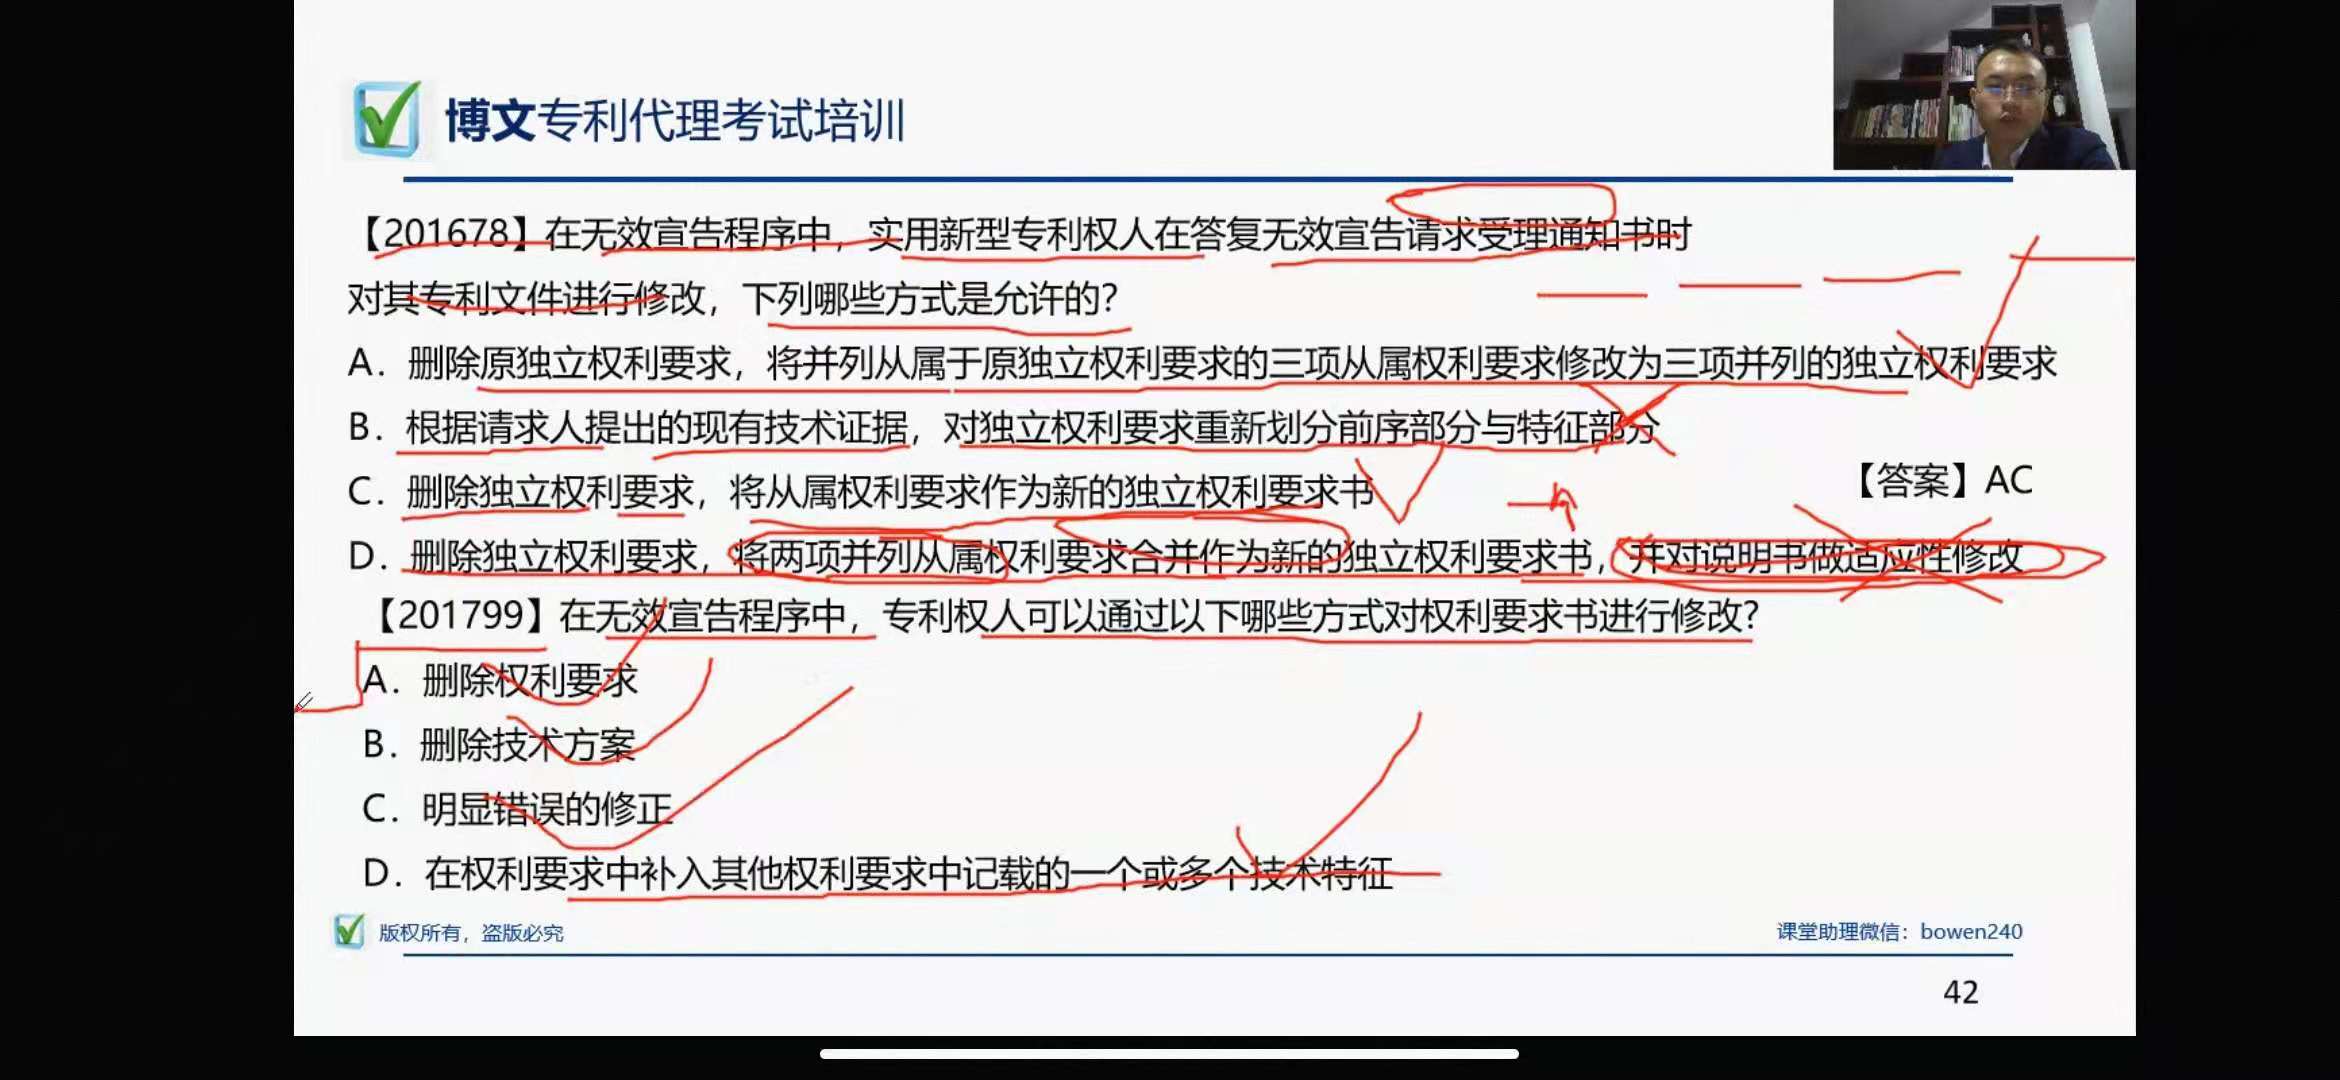 博文专利代理考试培训
【201678】在无效宣告程序中，实用新型专利权人在答复无效宣告请求受理通知书时
对其专利文件进行修改，下列哪些方式是允许的？
A．删除原独立权利要求，将并列从属于原独立权利要求的三项从属权利要求修改为三项并列的独立权利要求
B．根据请求人提出的现有技术证据，对独立权利要求重新划分前序部分与特征部分
C．删除独立权利要求，将从属权利要求作为新的独立权利要求书
【答案】AC
D．删除独立权利要求，将两项并列从属权利要求合并作为新的独立权利要求书，并对说明书做适应性修改
【201799】在无效宣告程序中，专利权人可以通过以下哪些方式对权利要求书进行修改？
A．删除权利要求
B．删除技术方案
C．明显错误的修正
D．在权利要求中补入其他权利要求中记载的一个或多个技术特征
版权所有，盗版必究
课堂助理微信：bowen240
42